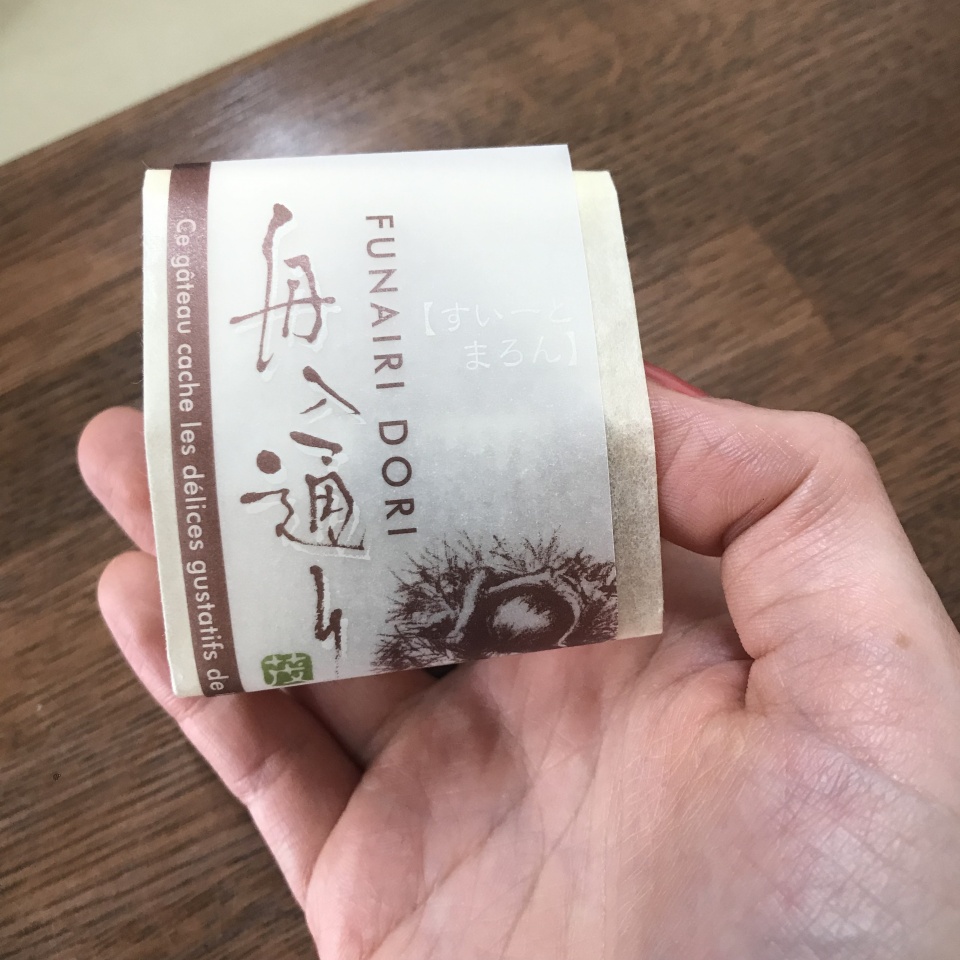 Ce gâteau cache les délices gustatifs de
舟入通り
FUNAIRI DORI
【すいーと
まろん】